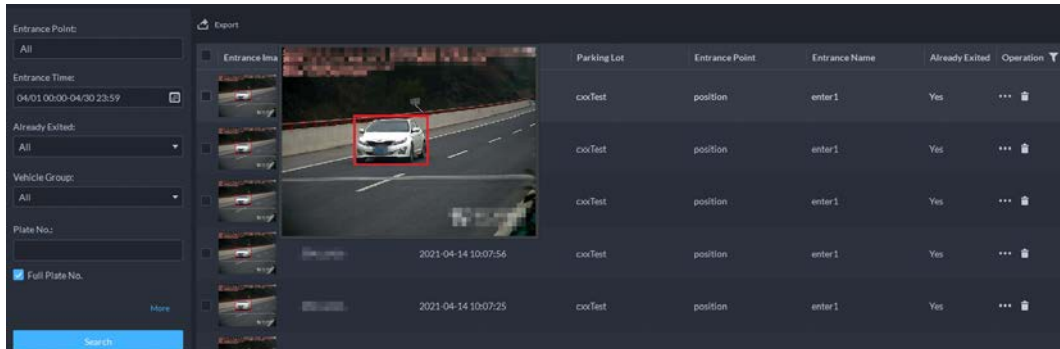 Entrance Point:
All
Entrance Time:
04/01 00:00-04/30 23:59
Already Exited:
All
Vehicle Group:
All
Plate No.:
Full Plate No.
More
Search
Export
Entrance Ima Parking Lot Entrance Point Entrance Name Already Exited Operation
cxxTest position enter1 Yes
cxxTest position enter1 Yes
cxxTest position enter1 Yes
2021-04-14 10:07:56 cxxTest position enter1 Yes
2021-04-14 10:07:25 cxxTest position enter1 Yes